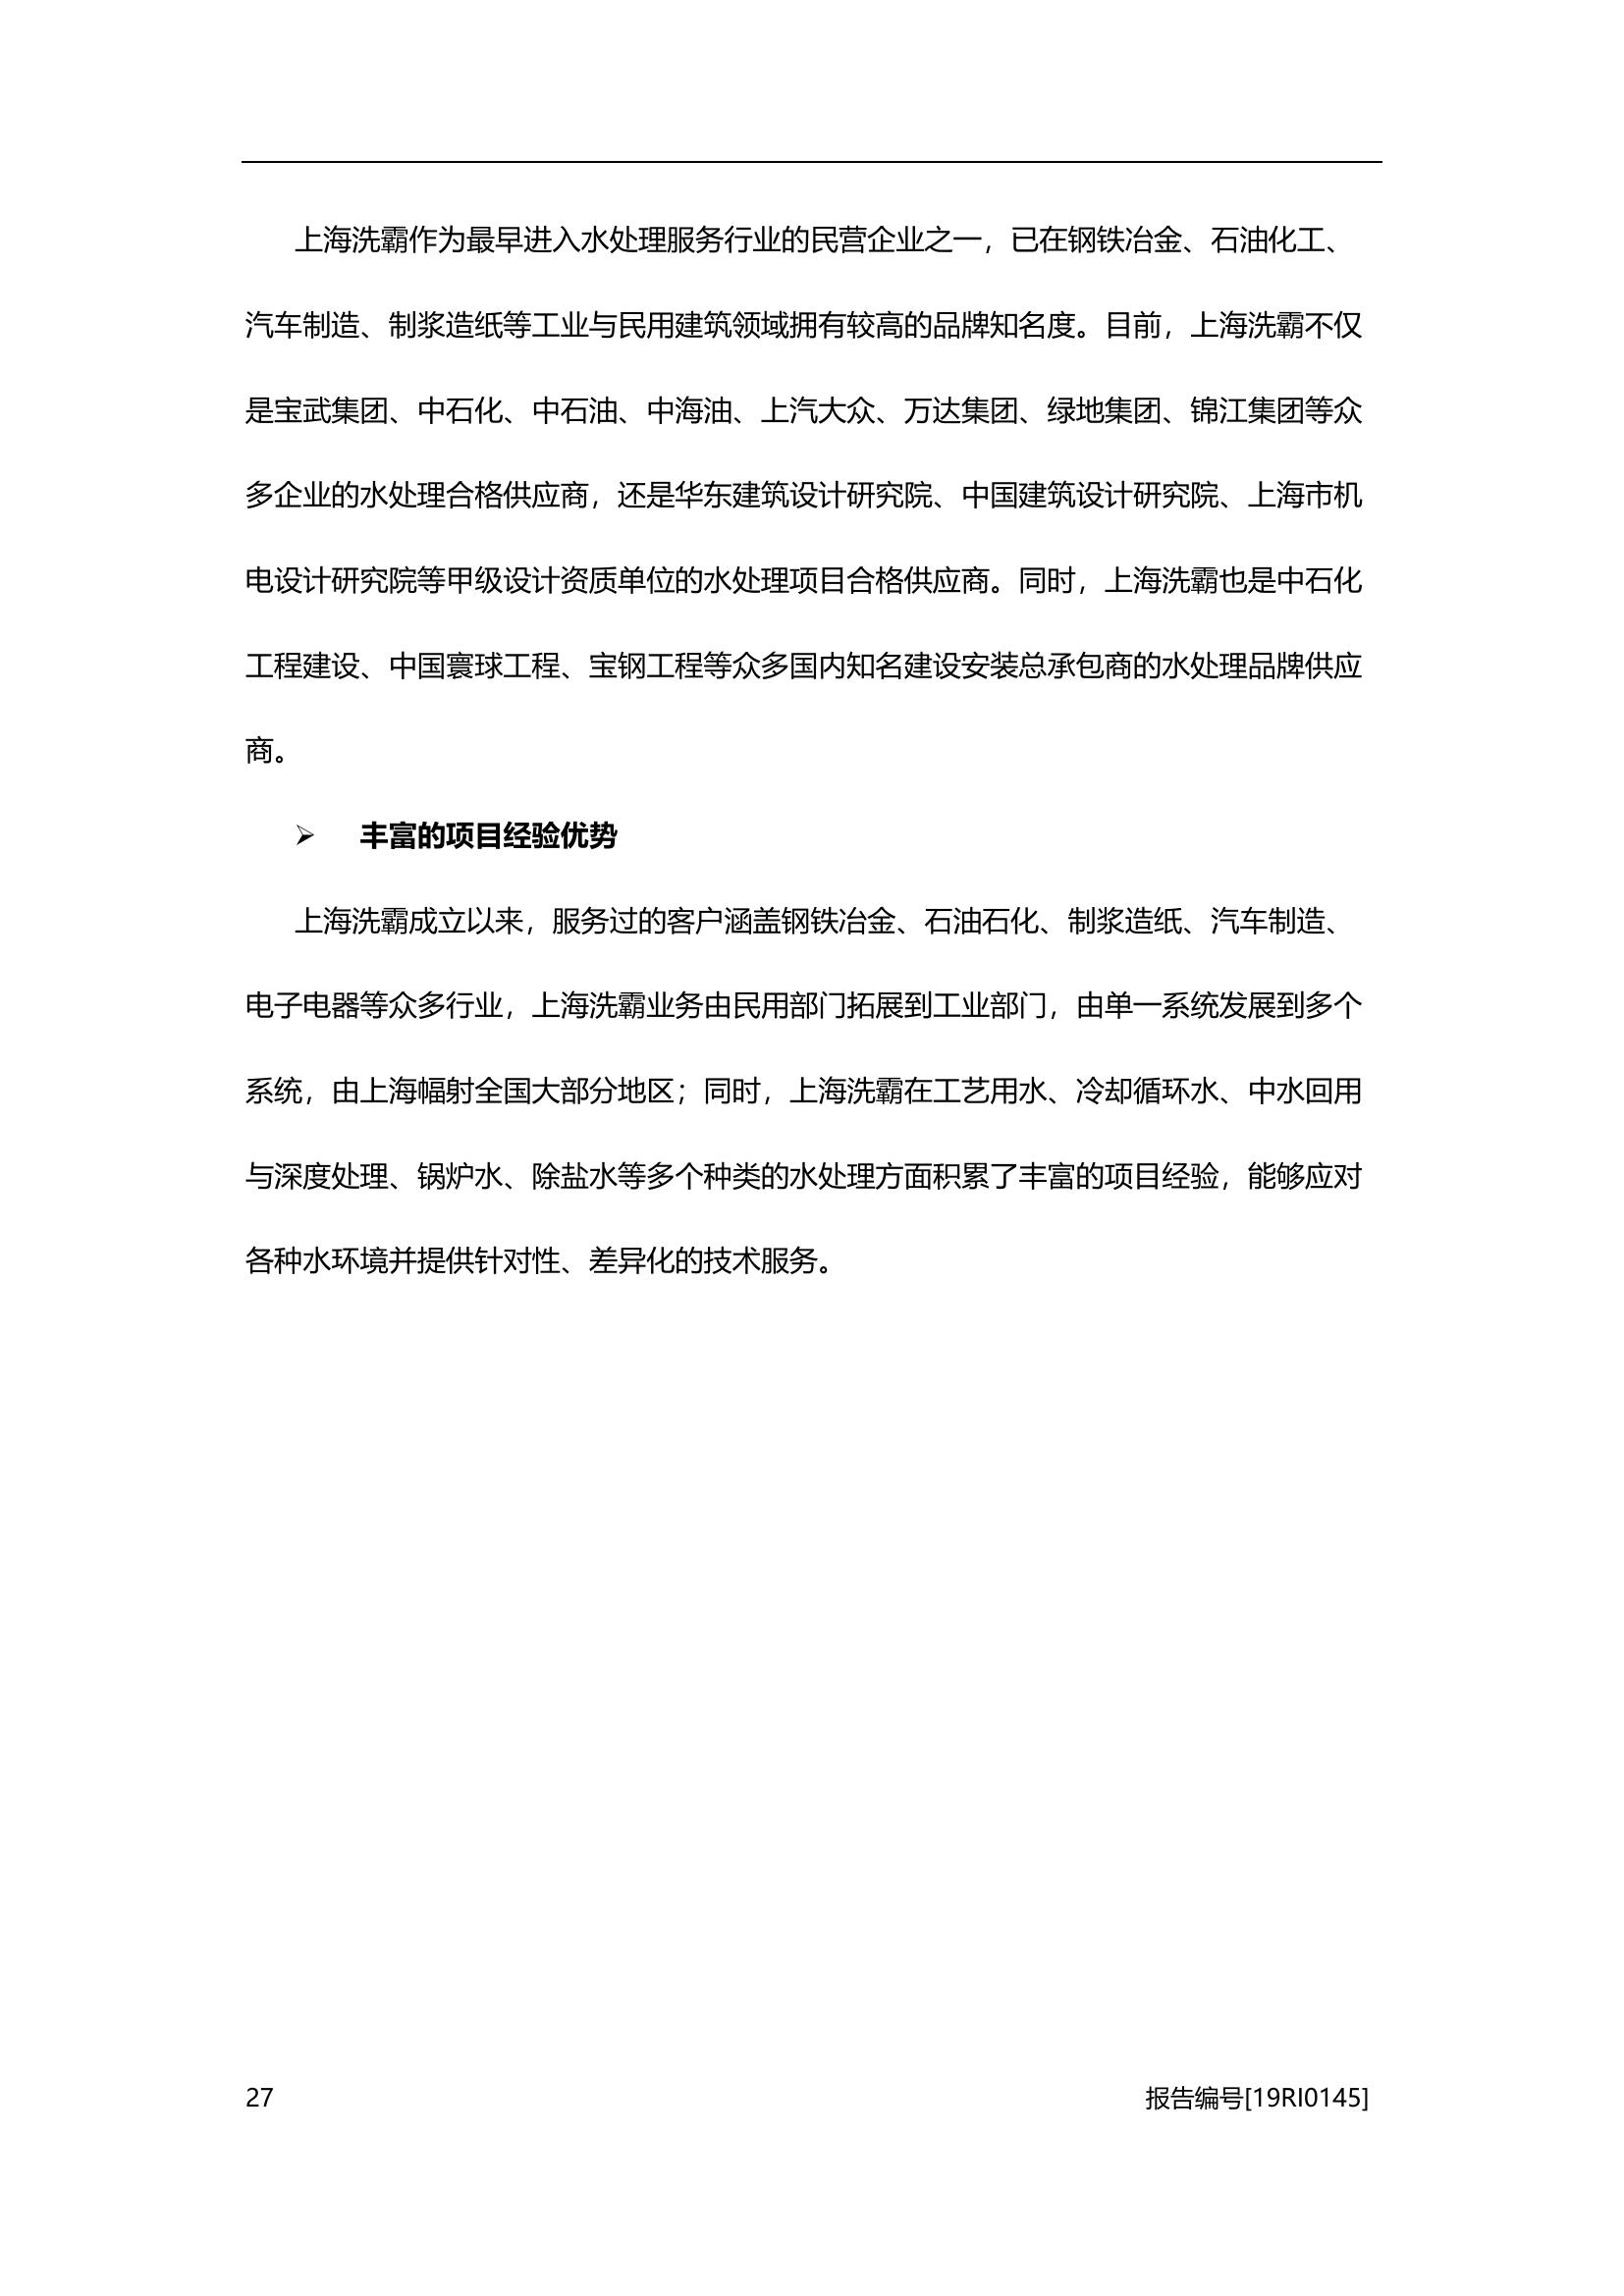 上海洗霸作为最早进入水处理服务行业的民营企业之一，已在钢铁冶金、石油化工、
汽车制造、制浆造纸等工业与民用建筑领域拥有较高的品牌知名度。目前，上海洗霸不仅
是宝武集团、中石化、中石油、中海油、上汽大众、万达集团、绿地集团、锦江集团等众
多企业的水处理合格供应商，还是华东建筑设计研究院、中国建筑设计研究院、上海市机
电设计研究院等甲级设计资质单位的水处理项目合格供应商。同时，上海洗霸也是中石化
工程建设、中国寰球工程、宝钢工程等众多国内知名建设安装总承包商的水处理品牌供应
商。
➢ 丰富的项目经验优势
上海洗霸成立以来，服务过的客户涵盖钢铁冶金、石油石化、制浆造纸、汽车制造、
电子电器等众多行业，上海洗霸业务由民用部门拓展到工业部门，由单一系统发展到多个
系统，由上海幅射全国大部分地区；同时，上海洗霸在工艺用水、冷却循环水、中水回用
与深度处理、锅炉水、除盐水等多个种类的水处理方面积累了丰富的项目经验，能够应对
各种水环境并提供针对性、差异化的技术服务。
27 报告编号[19RI0145]